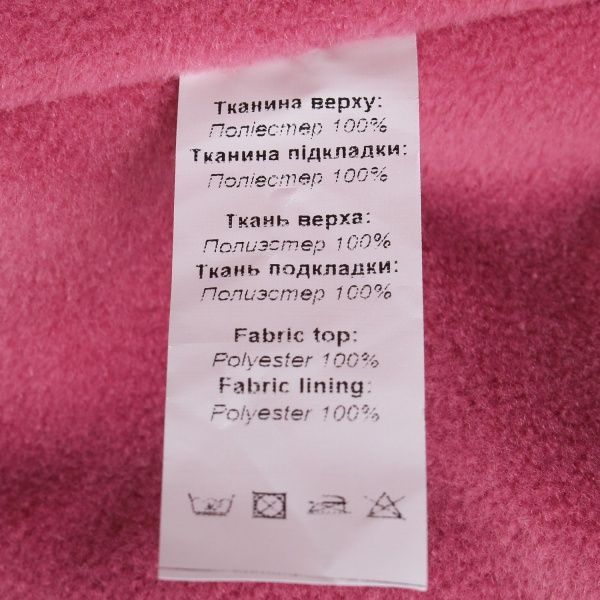 Тканина верху:
Поліестер 100%
Тканина підкладки:
Поліестер 100%
Ткань верха:
Полиэстер 100%
Ткань подкладки:
Полиэстер 100%
Fabric top:
Polyester 100%
Fabric lining:
Polyester 100%